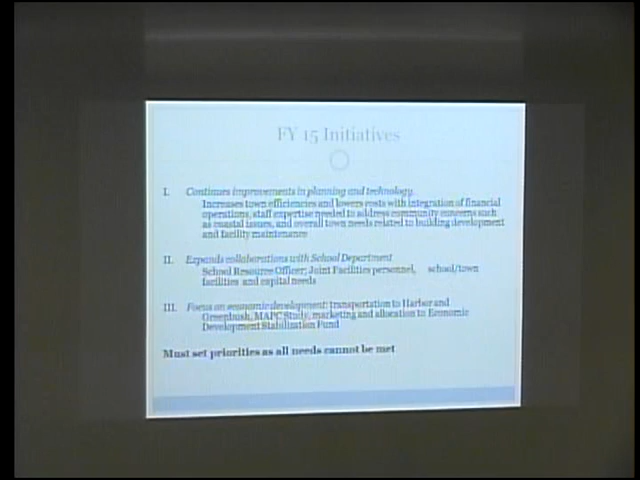 FY 15 Initiatives
I. Continues improvements in planning and technology.
Increases town efficiencies and lowers costs with integration of financial
operations, staff expertise needed to address community concerns such
as coastal issues, and overall town needs related to building development
and facility maintenance
II. Expands collaborations with School Department
School Resource Officer, Joint Facilities personnel, school/town
facilities and capital needs
III. Focus on economic development: transportation to Harbor and
Greenbush, MAPC Study, marketing and allocation to Economic
Development Stabilization Fund
Must set priorities as all needs cannot be met